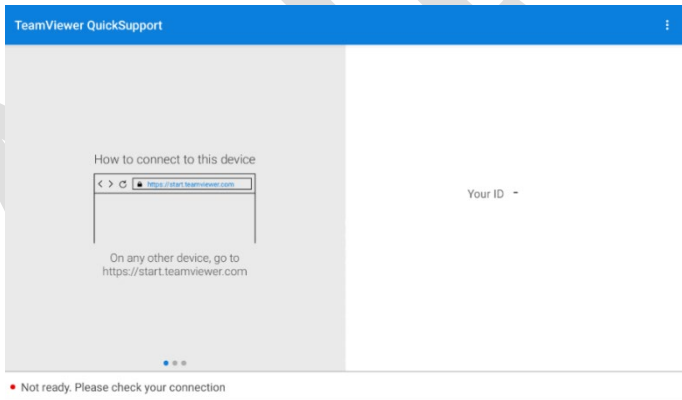 TeamViewer QuickSupport
How to connect to this device
https://start.teamviewer.com
On any other device, go to
https://start.teamviewer.com
Your ID -
Not ready. Please check your connection